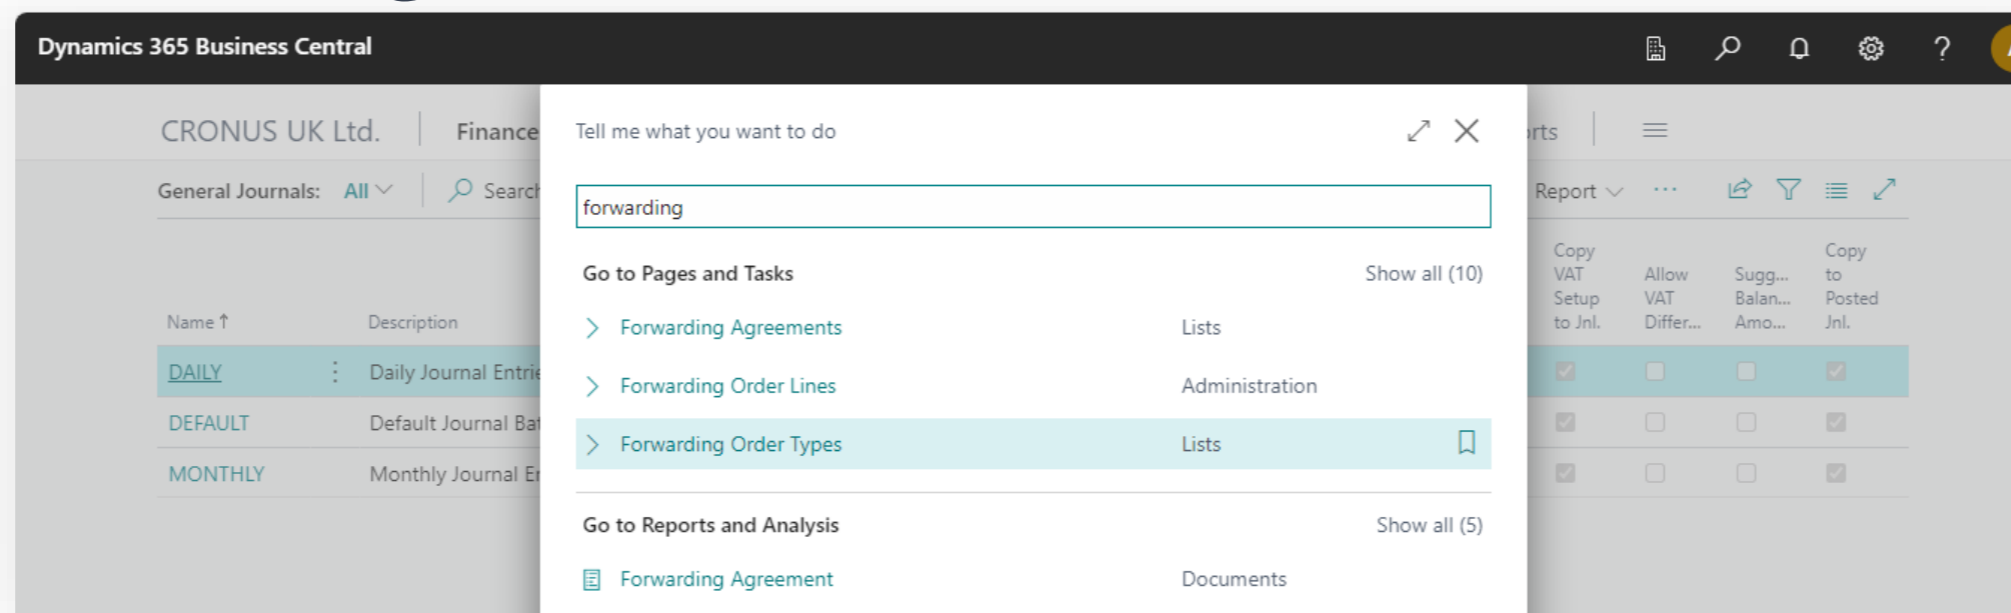 Dynamics 365 Business Central
CRONUS UK Ltd. Finance
Tell me what you want to do
General Journals: All Search
forwarding
Report
Go to Pages and Tasks Show all (10)
Forwarding Agreements Lists
Forwarding Order Lines Administration
Forwarding Order Types Lists
Go to Reports and Analysis Show all (5)
Forwarding Agreement Documents
Name ↑ Description
DAILY Daily Journal
DEFAULT Default Journal
MONTHLY Monthly Journal
Copy VAT Setup to Jnl.
Allow VAT Differ...
Sugg... Balan... Amo...
Copy to Posted Jnl.